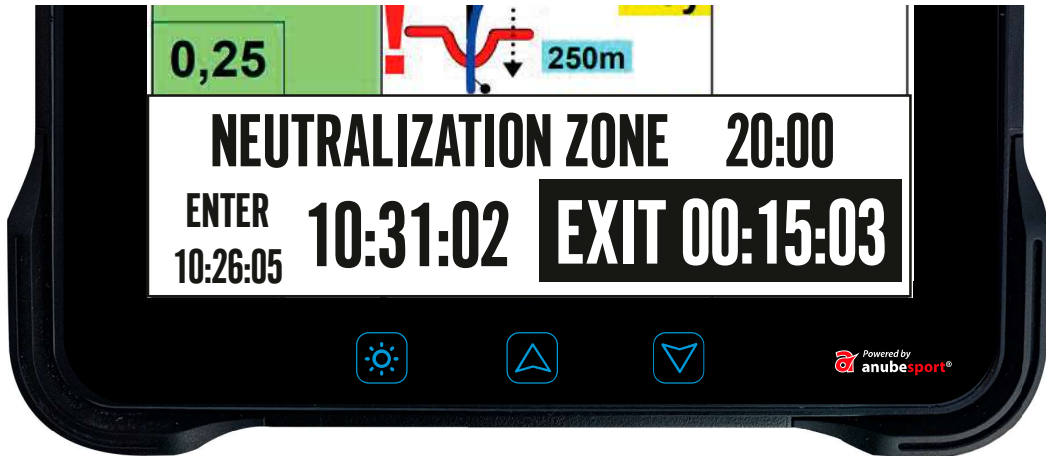 0,25
!
250m
NEUTRALIZATION ZONE 20:00
ENTER
10:26:05
10:31:02
EXIT 00:15:03
Powered by
anubesport®